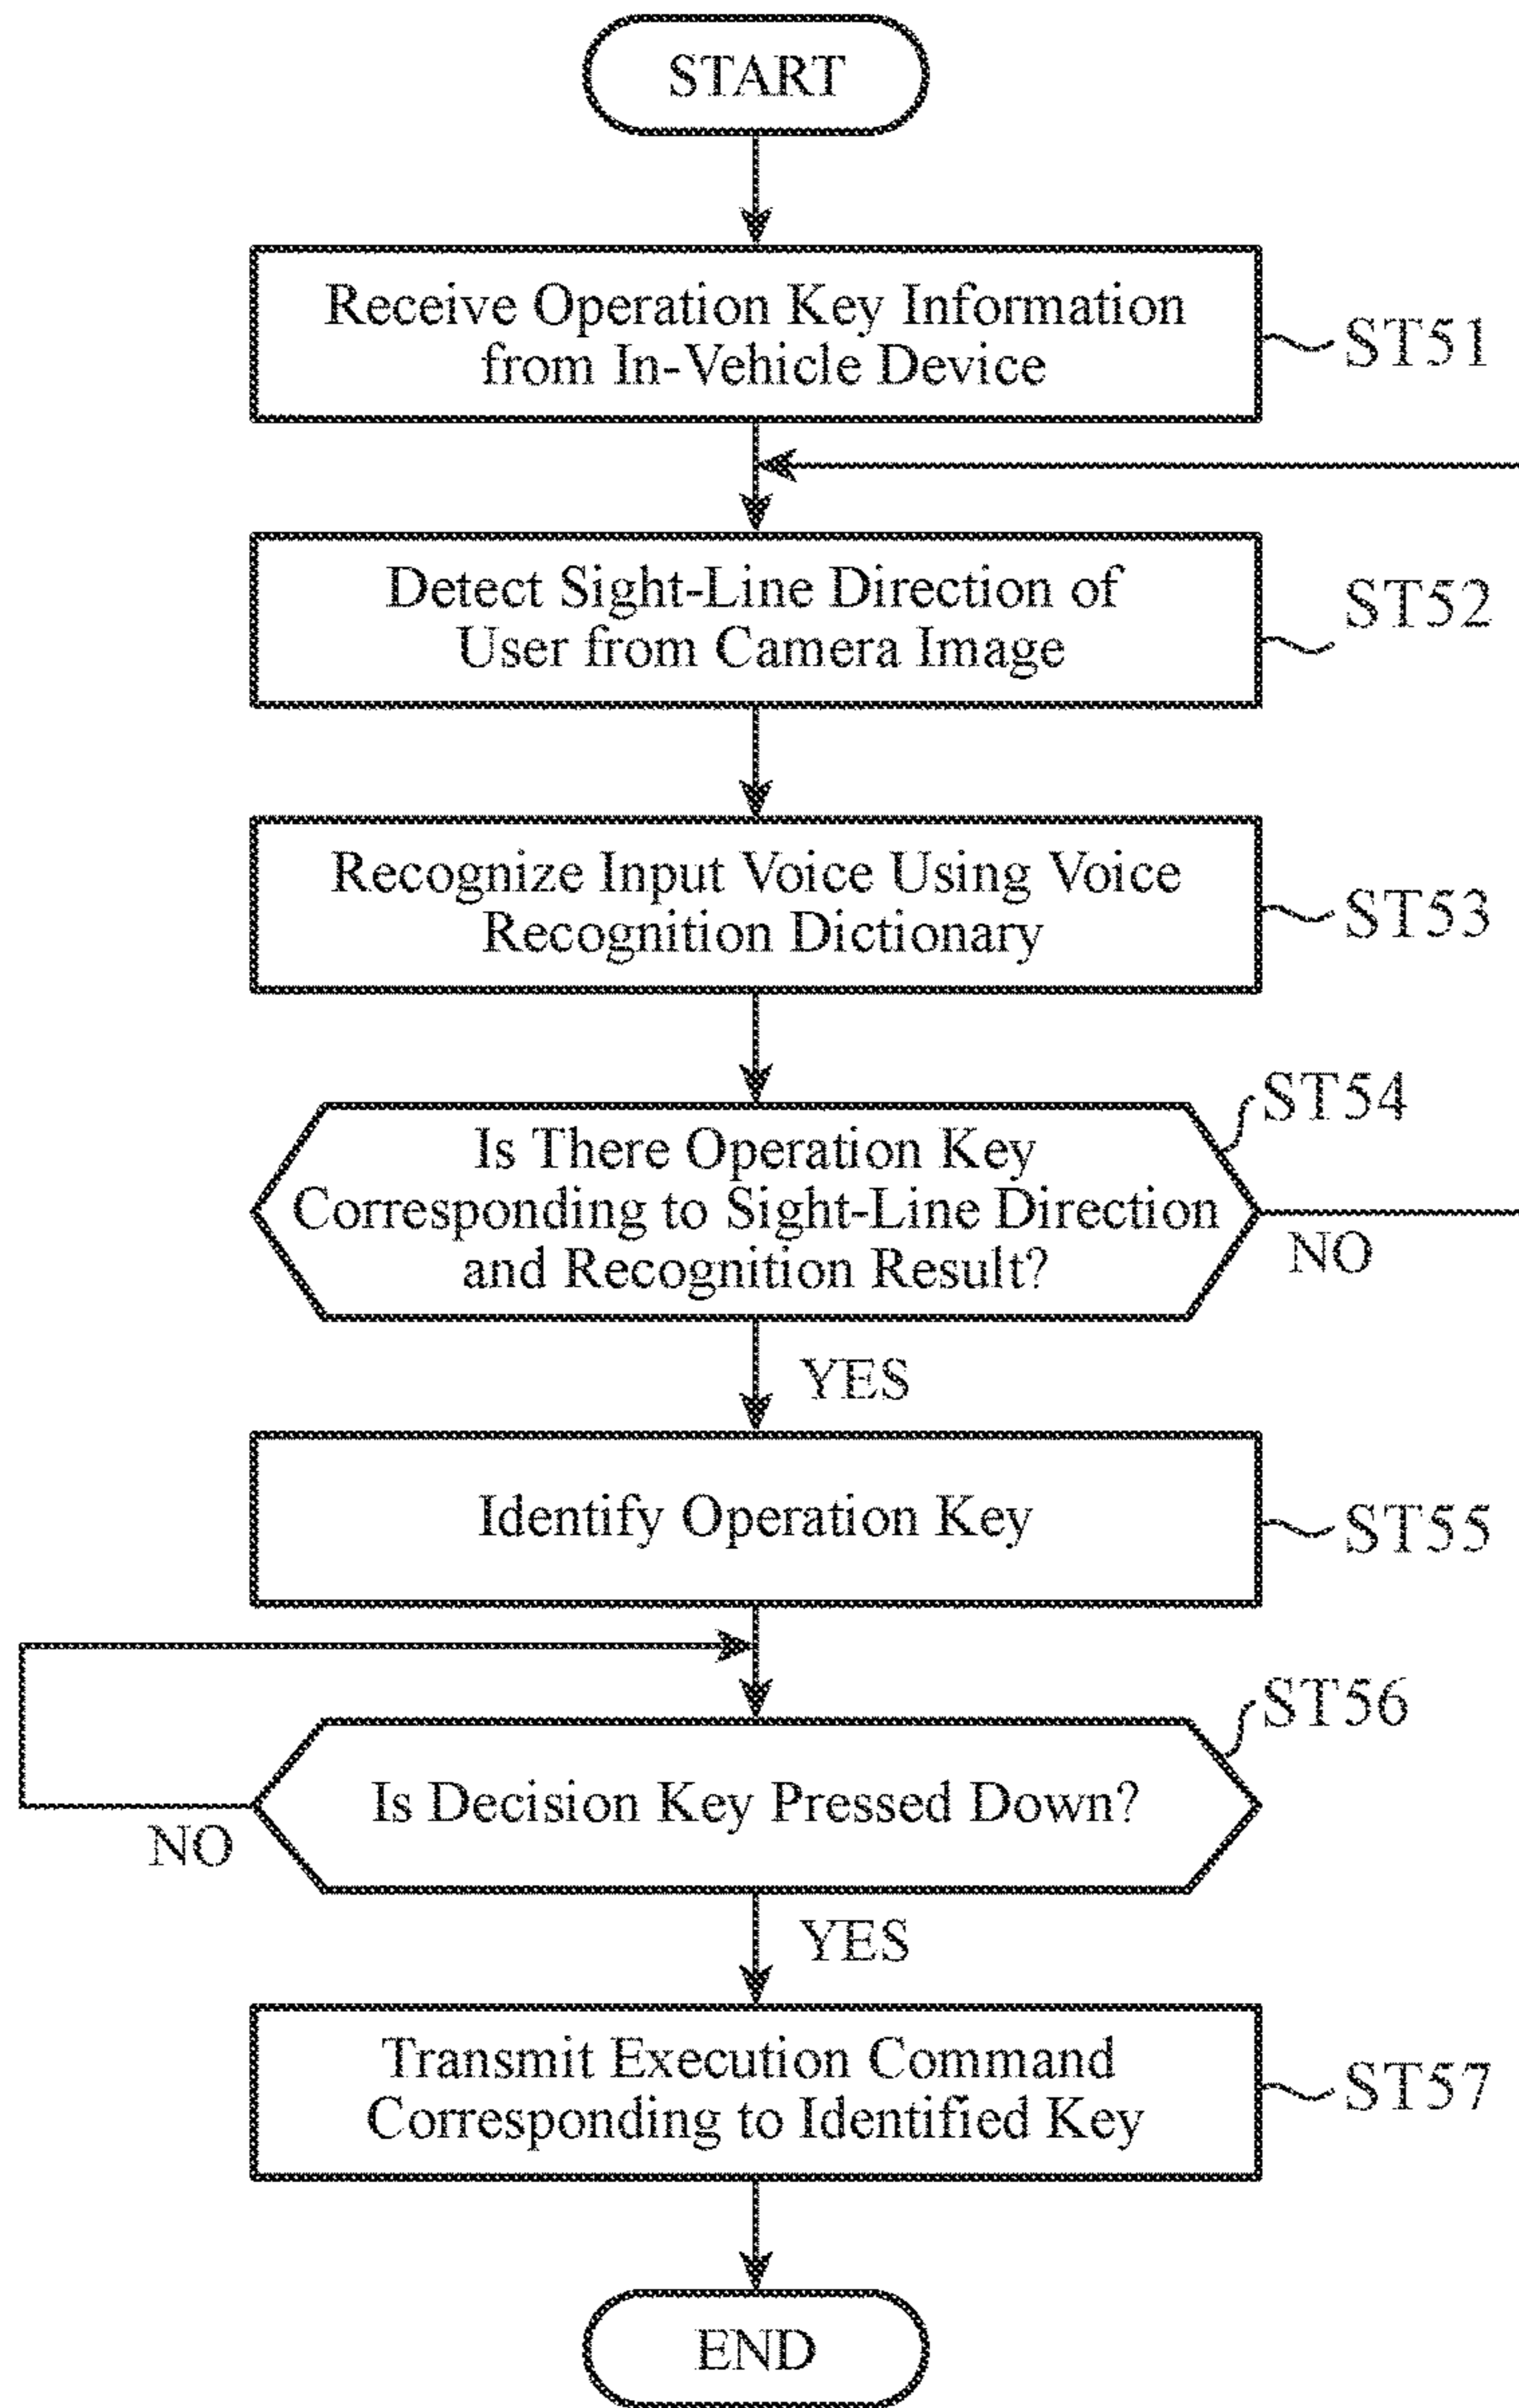 START
Receive Operation Key Information
from In-Vehicle Device
ST51
Detect Sight-Line Direction of
User from Camera Image
ST52
Recognize Input Voice Using Voice
Recognition Dictionary
ST53
ST54
Is There Operation Key
Corresponding to Sight-Line Direction
and Recognition Result?
NO
YES
Identify Operation Key
ST55
ST56
Is Decision Key Pressed Down?
NO
YES
Transmit Execution Command
Corresponding to Identified Key
ST57
END